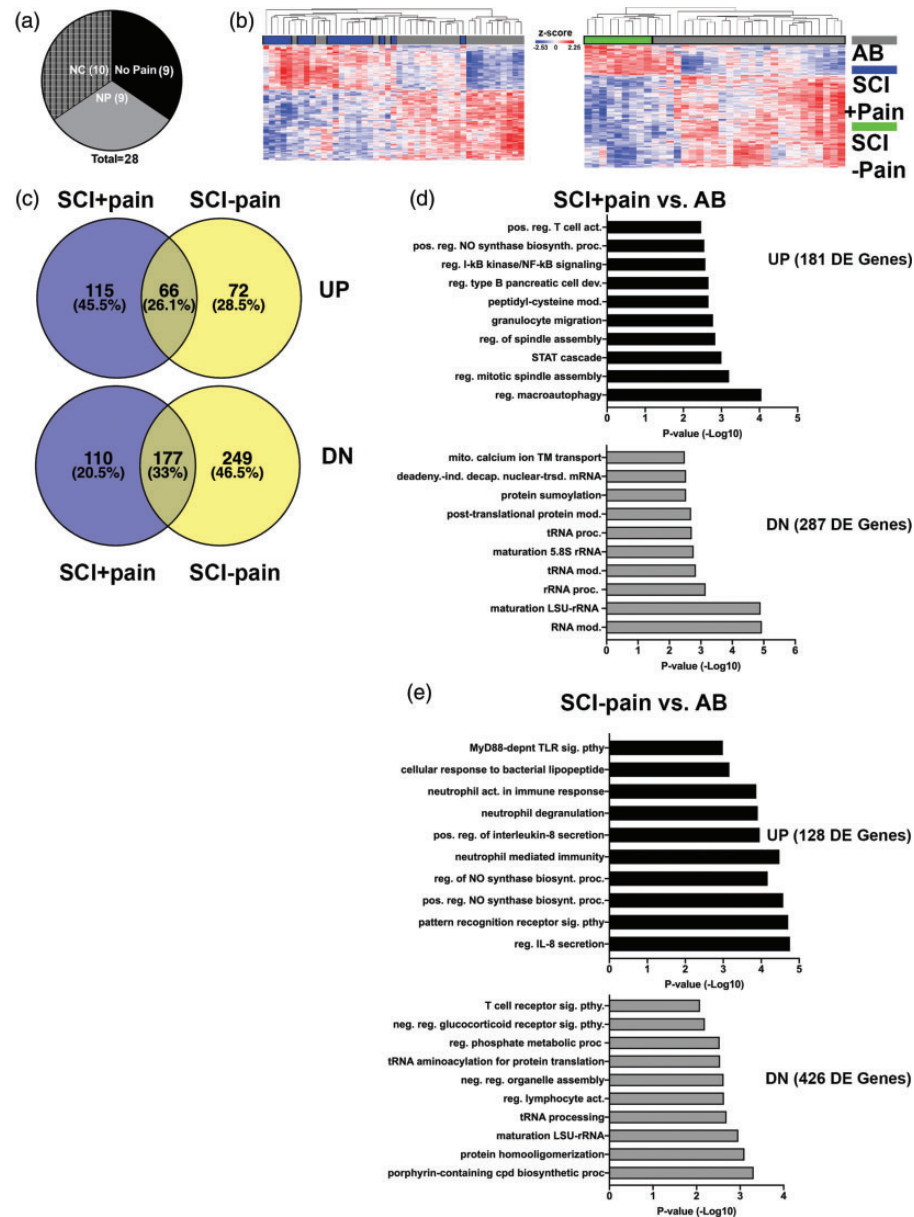 (a)
NC (10)
No Pain (9)
NP (9)
Total=28
(b)
z-score
-2.63 2.25
AB
SCI
+Pain
SCI
-Pain
(c)
SCI+pain SCI-pain
115
(45.5%)
66
(26.1%)
72
(28.5%)
UP
110
(20.5%)
177
(33%)
249
(46.5%)
DN
SCI+pain SCI-pain
(d)
SCI+pain vs. AB
pos. reg. T cell act.
pos. reg. NO synthase biosynth. proc.
reg. I-kB kinase/NF-kB signaling
reg. type B pancreatic cell dev.
peptidyl-cysteine mod.
granulocyte migration
reg. of spindle assembly
STAT cascade
reg. mitotic spindle assembly
reg. macroautophagy
UP (181 DE Genes)
0 1 2 3 4 5
P-value (-Log10)
mito. calcium ion TM transport
deadeny.-ind. decap. nuclear-trsd. mRNA
protein sumoylation
post-translational protein mod.
tRNA proc.
maturation 5.8S rRNA
tRNA mod.
rRNA proc.
maturation LSU-rRNA
RNA mod.
DN (287 DE Genes)
0 1 2 3 4 5 6
P-value (-Log10)
(e)
SCI-pain vs. AB
MyD88-depnt TLR sig. pthy
cellular response to bacterial lipopeptide
neutrophil act. in immune response
neutrophil degranulation
pos. reg. of interleukin-8 secretion
neutrophil mediated immunity
reg. of NO synthase biosynt. proc.
pos. reg. NO synthase biosynt. proc.
pattern recognition receptor sig. pthy
reg. IL-8 secretion
UP (128 DE Genes)
0 1 2 3 4 5
P-value (-Log10)
T cell receptor sig. pthy.
neg. reg. glucocorticoid receptor sig. pthy.
reg. phosphate metabolic proc
tRNA aminoacylation for protein translation
neg. reg. organelle assembly
reg. lymphocyte act.
tRNA processing
maturation LSU-rRNA
protein homooligomerization
porphyrin-containing cpd biosynthetic proc
DN (426 DE Genes)
0 1 2 3 4
P-value (-Log10)